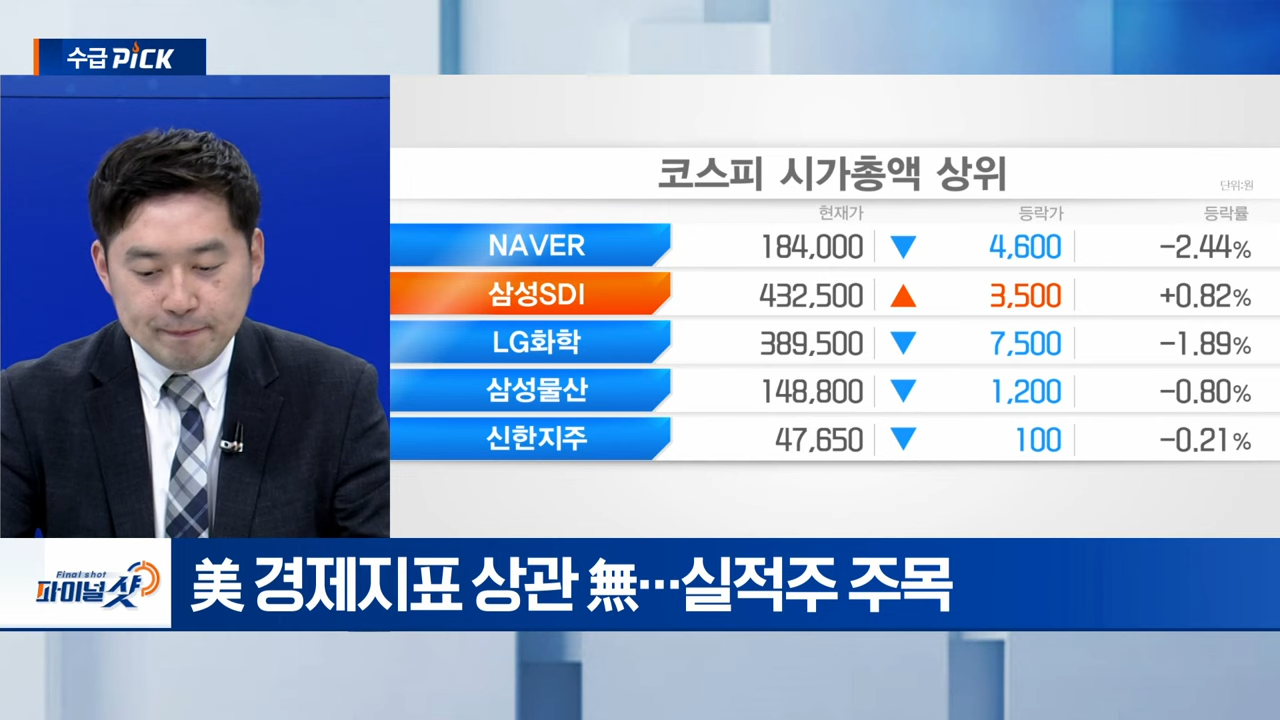 수급 PICK
코스피 시가총액 상위
단위:원
현재가 등락가 등락률
NAVER 184,000 ▼ 4,600 -2.44%
삼성SDI 432,500 ▲ 3,500 +0.82%
LG화학 389,500 ▼ 7,500 -1.89%
삼성물산 148,800 ▼ 1,200 -0.80%
신한지주 47,650 ▼ 100 -0.21%
Final shot
파이널샷
美 경제지표 상관 無…실적주 주목